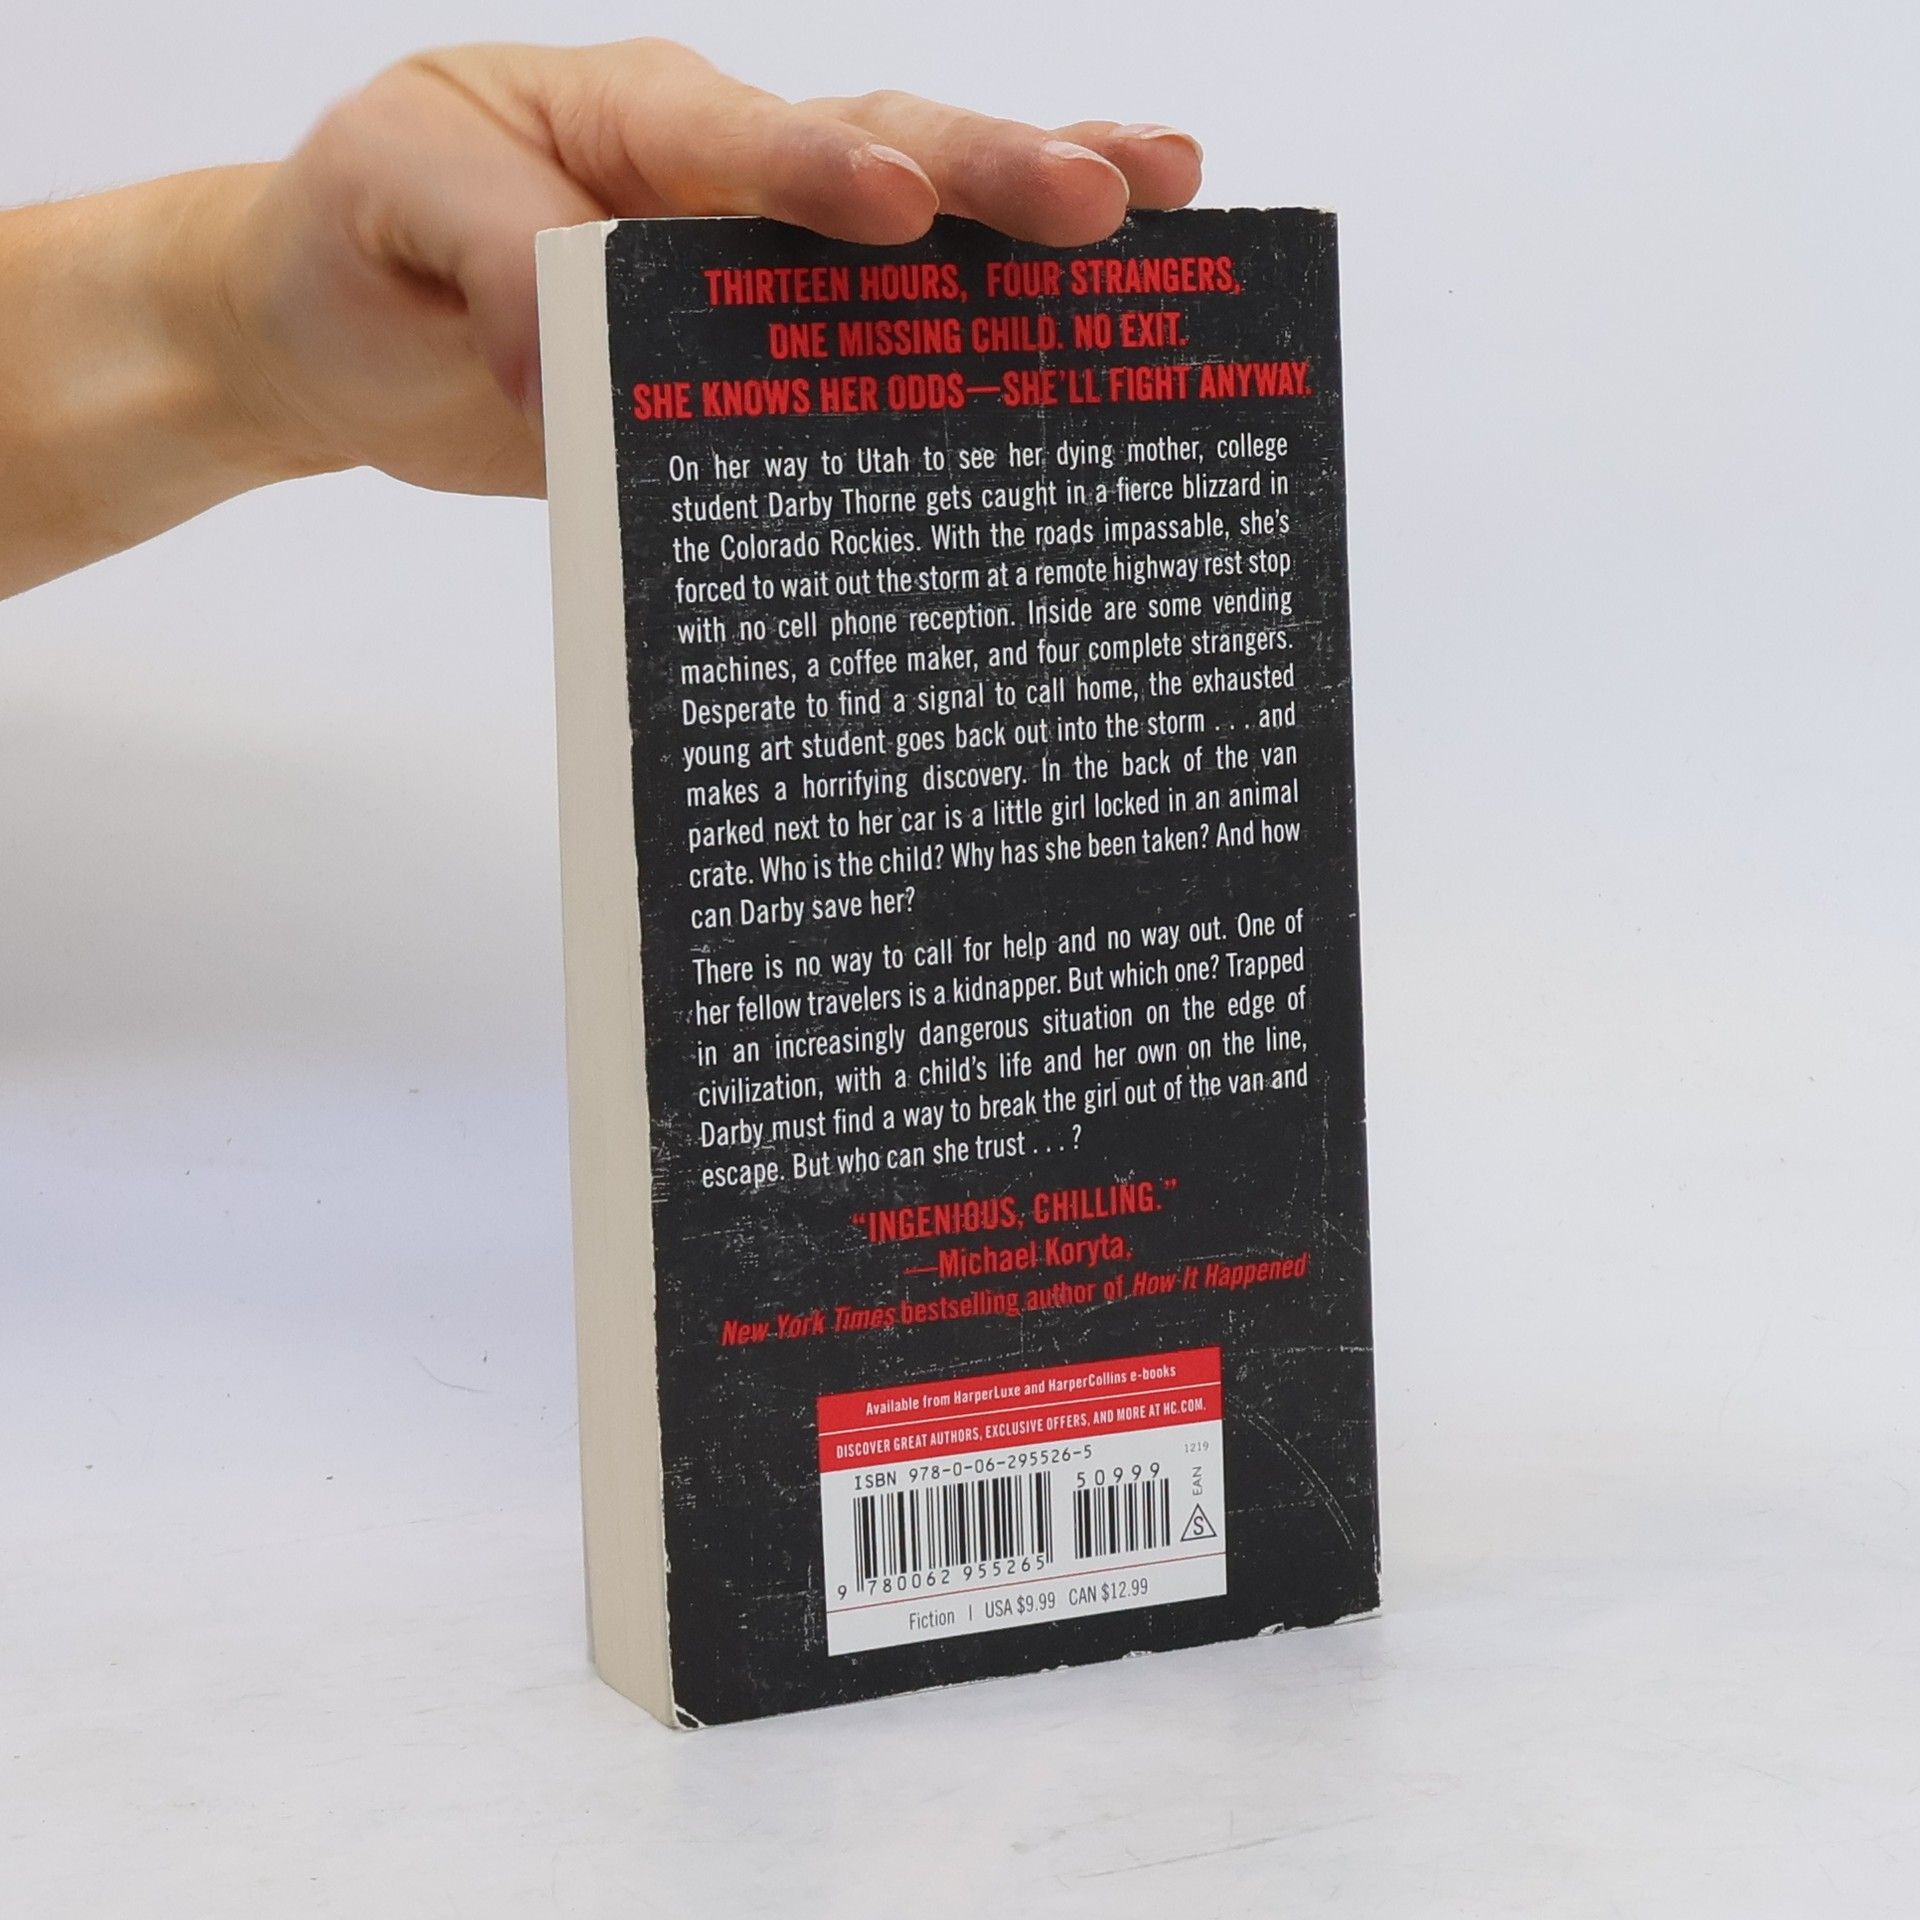 THIRTEEN HOURS, FOUR STRANGERS,
ONE MISSING CHILD. NO EXIT.
SHE KNOWS HER ODDS—SHE'LL FIGHT ANYWAY.
On her way to Utah to see her dying mother, college
student Darby Thorne gets caught in a fierce blizzard in
the Colorado Rockies. With the roads impassable, she's
forced to wait out the storm at a remote highway rest stop
with no cell phone reception. Inside are some vending
machines, a coffee maker, and four complete strangers.
Desperate to find a signal to call home, the exhausted
young art student goes back out into the storm . . . and
makes a horrifying discovery. In the back of the van
parked next to her car is a little girl locked in an animal
crate. Who is the child? Why has she been taken? And how
can Darby save her?
There is no way to call for help and no way out. One of
her fellow travelers is a kidnapper. But which one? Trapped
in an increasingly dangerous situation on the edge of
civilization, with a child's life and her own on the line,
Darby must find a way to break the girl out of the van and
escape. But who can she trust . . . ?
"INGENIOUS, CHILLING."
—Michael Koryta,
New York Times bestselling author of How It Happened
Available from HarperLuxe and HarperCollins e-books
DISCOVER GREAT AUTHORS, EXCLUSIVE OFFERS, AND MORE AT HC.COM.
ISBN 978-0-06-295526-5
50999
1219
EAN
S
9 780062 955265
Fiction | USA $9.99 CAN $12.99